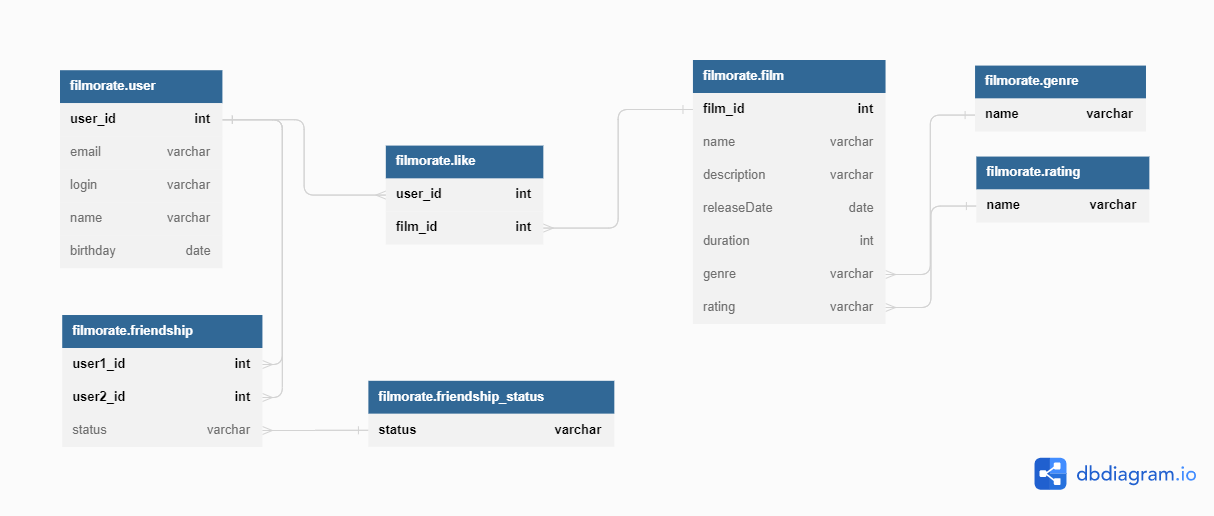 filmorate.user
user_id int
email varchar
login varchar
name varchar
birthday date
filmorate.friendship
user1_id int
user2_id int
status varchar
filmorate.like
user_id int
film_id int
filmorate.friendship_status
status varchar
filmorate.film
film_id int
name varchar
description varchar
releaseDate date
duration int
genre varchar
rating varchar
filmorate.genre
name varchar
filmorate.rating
name varchar
dbdiagram.io